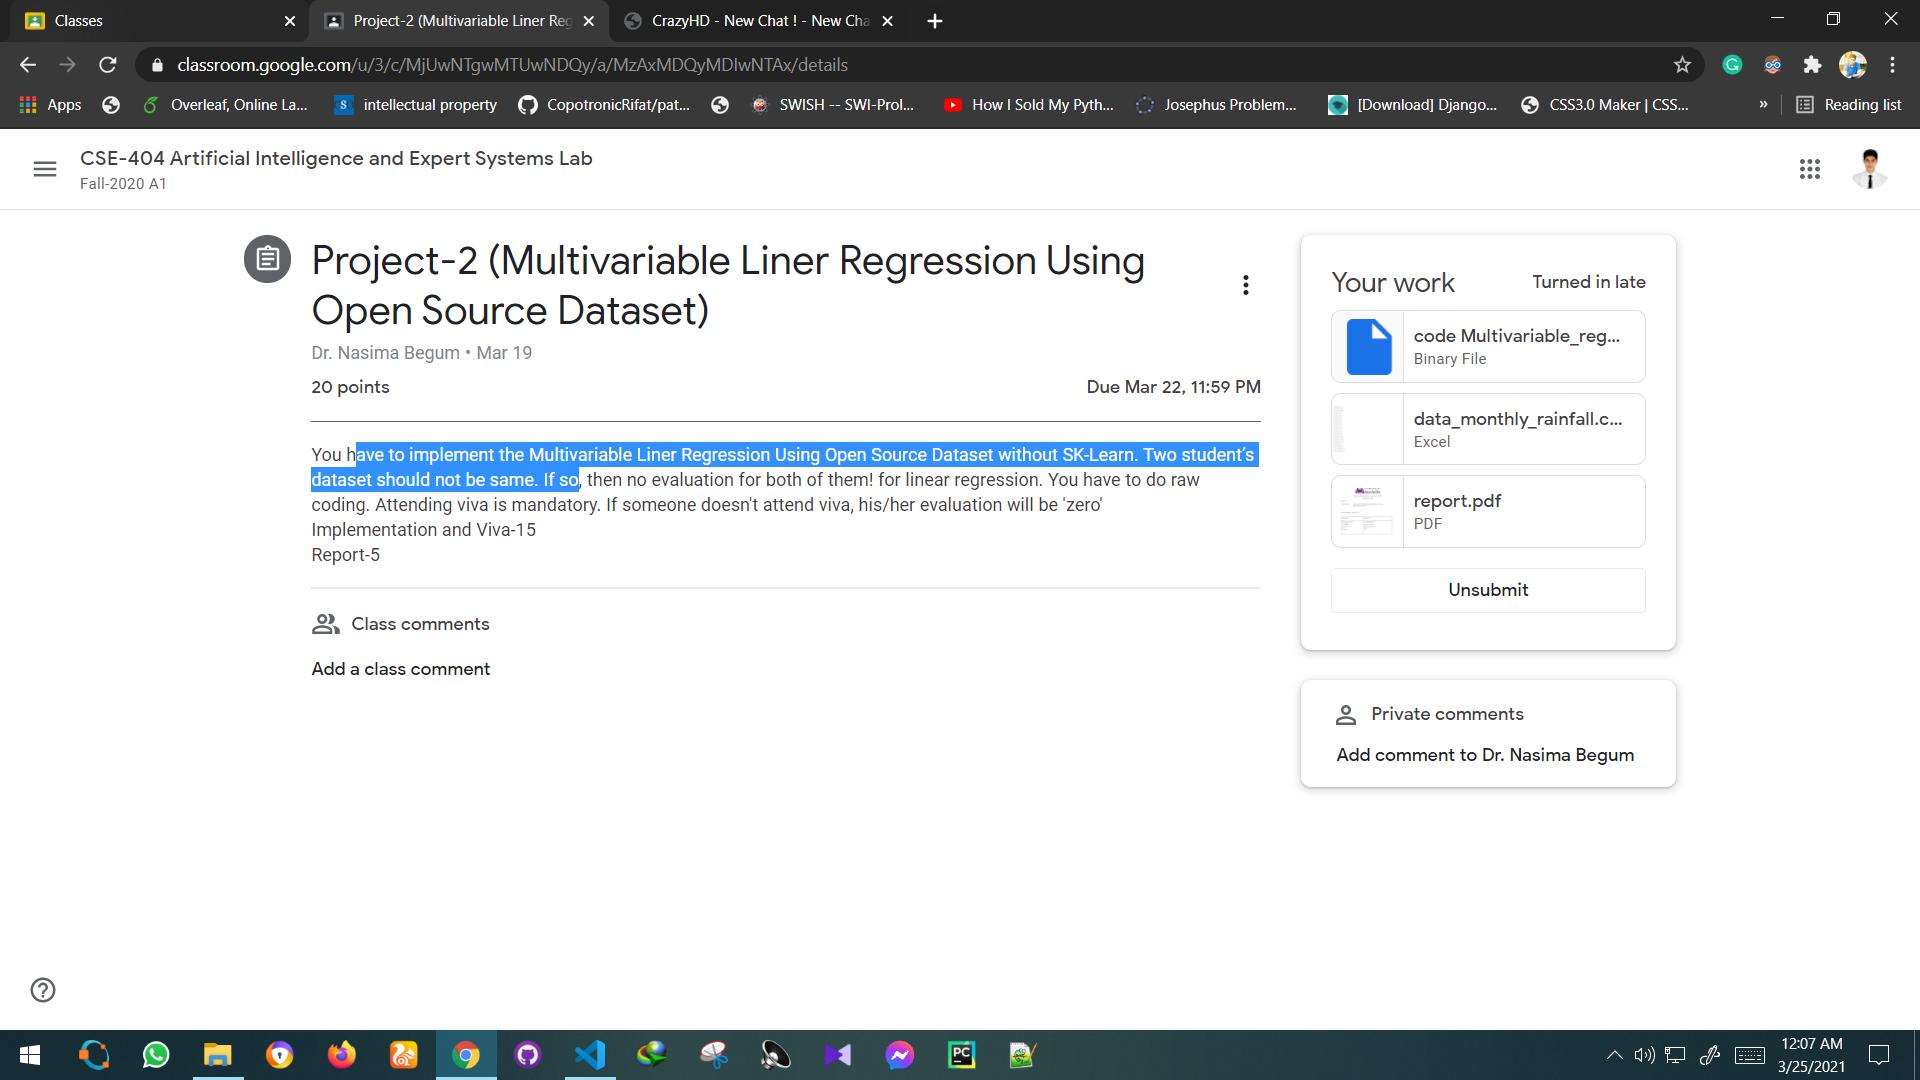 Classes
Project-2 (Multivariable Liner Reg
CrazyHD - New Chat ! - New Cha
classroom.google.com/u/3/c/MjUwNTgwMTUwNDQy/a/MzAxMDQyMDIwNTAx/details
Apps
Overleaf, Online La...
intellectual property
CopotronicRifat/pat...
SWISH -- SWI-Prol...
How I Sold My Pyth...
Josephus Problem...
[Download] Django...
CSS3.0 Maker | CSS...
»
Reading list
CSE-404 Artificial Intelligence and Expert Systems Lab
Fall-2020 A1
Project-2 (Multivariable Liner Regression Using
Open Source Dataset)
Dr. Nasima Begum • Mar 19
20 points
Due Mar 22, 11:59 PM
You have to implement the Multivariable Liner Regression Using Open Source Dataset without SK-Learn. Two student’s
dataset should not be same. If so, then no evaluation for both of them! for linear regression. You have to do raw
coding. Attending viva is mandatory. If someone doesn't attend viva, his/her evaluation will be 'zero'
Implementation and Viva-15
Report-5
Class comments
Add a class comment
Your work
Turned in late
code Multivariable_reg...
Binary File
data_monthly_rainfall.c...
Excel
report.pdf
PDF
Unsubmit
Private comments
Add comment to Dr. Nasima Begum
12:07 AM
3/25/2021